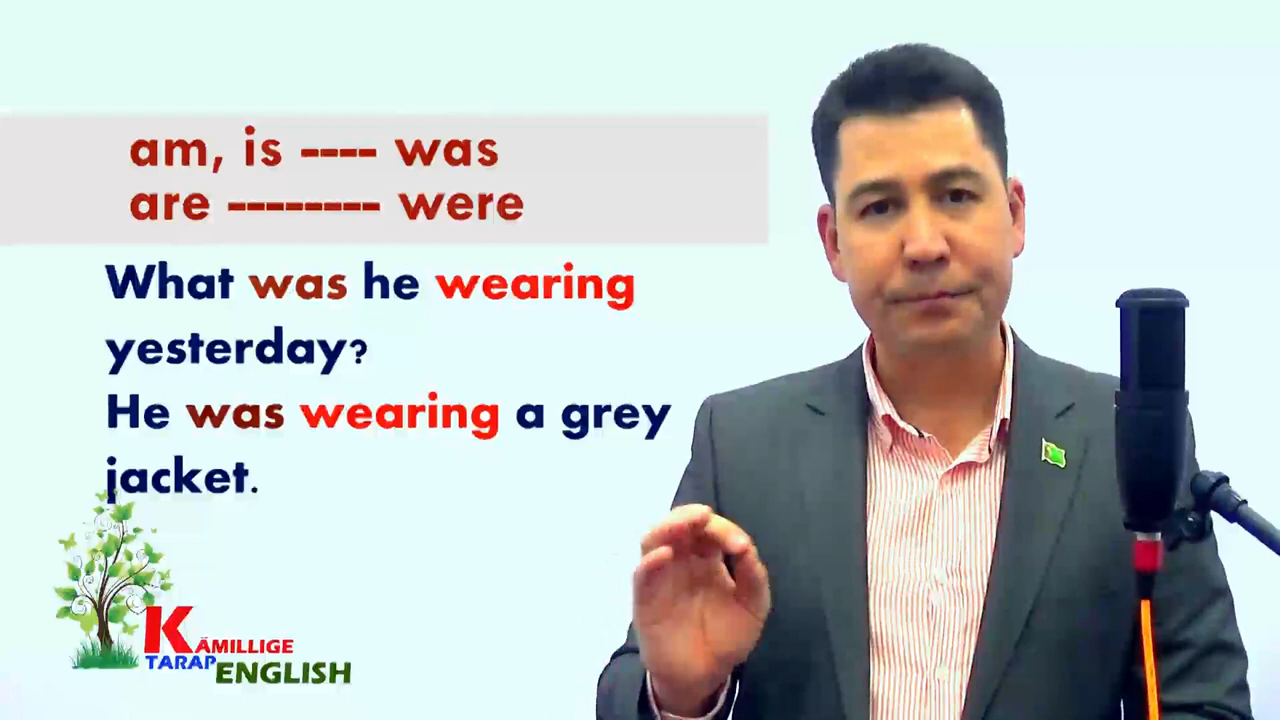 am, is ---- was
are -------- were
What was he wearing
yesterday?
He was wearing a grey
jacket.
KÄMILLIGE
TARAP ENGLISH